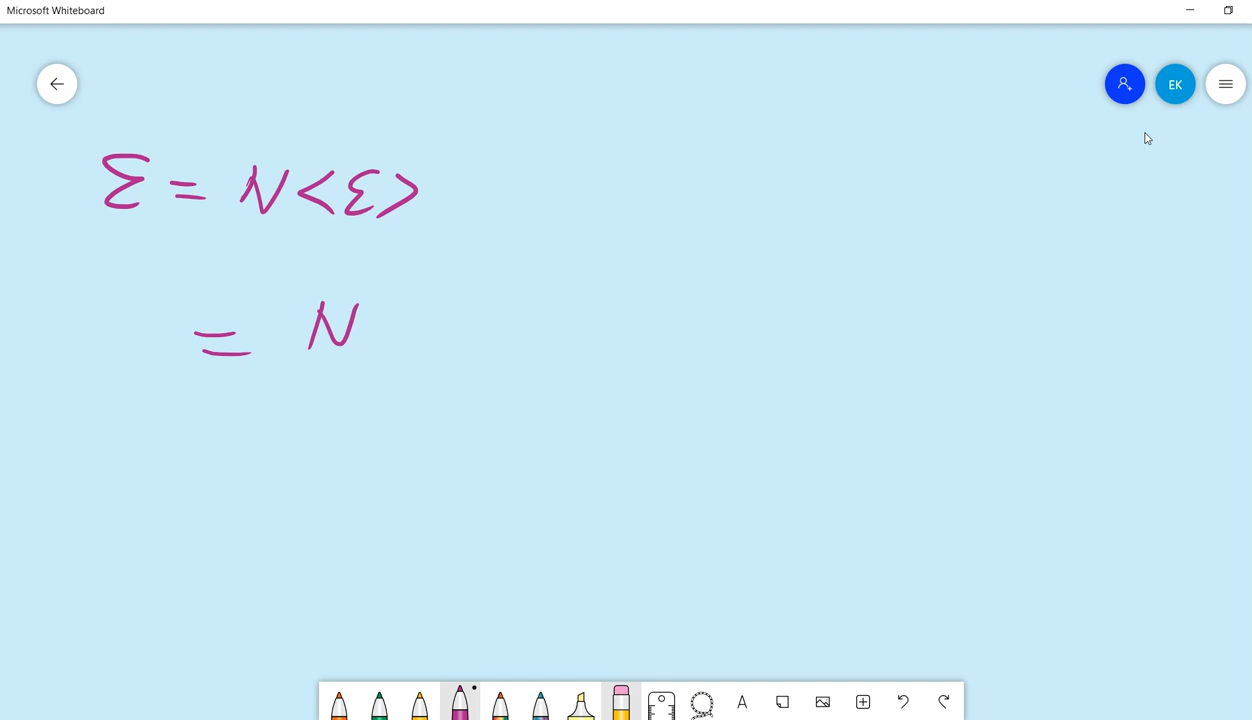 Microsoft Whiteboard
EK
Ɛ = N<ε>
= N
A